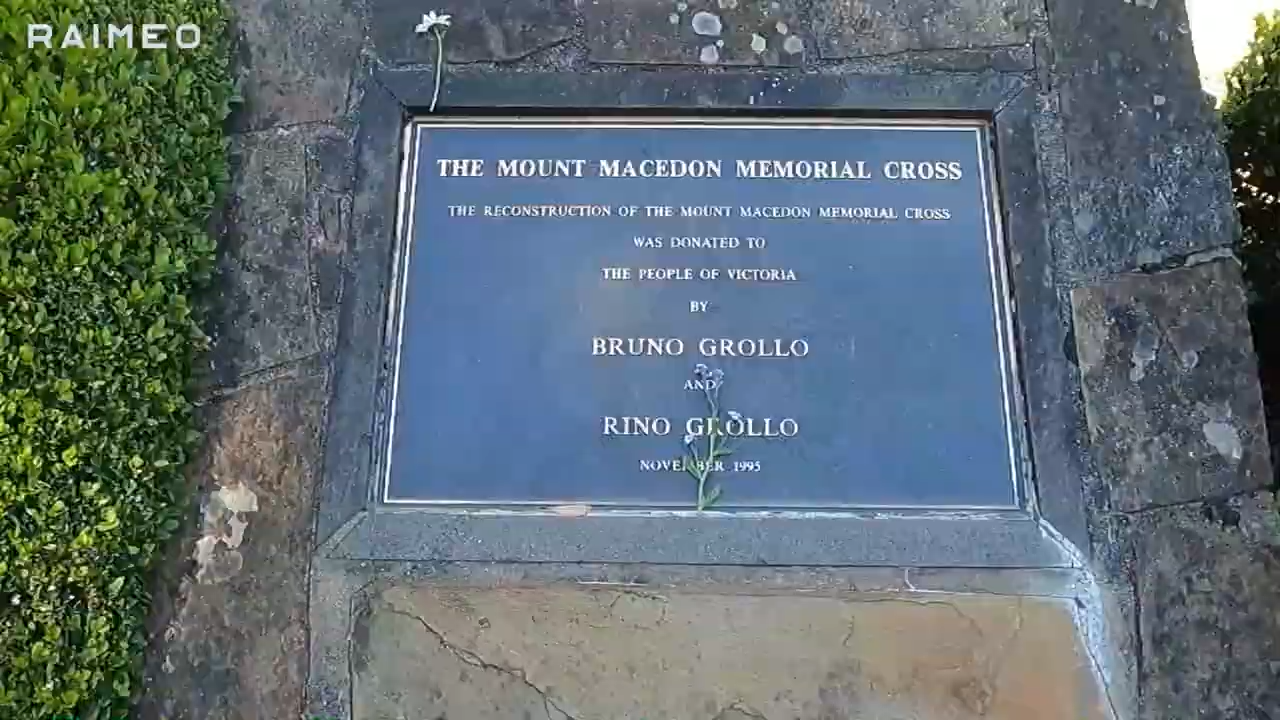 RAIMEO
THE MOUNT MACEDON MEMORIAL CROSS
THE RECONSTRUCTION OF THE MOUNT MACEDON MEMORIAL CROSS
WAS DONATED TO
THE PEOPLE OF VICTORIA
BY
BRUNO GROLLO
AND
RINO GROLLO
NOVEMBER 1995